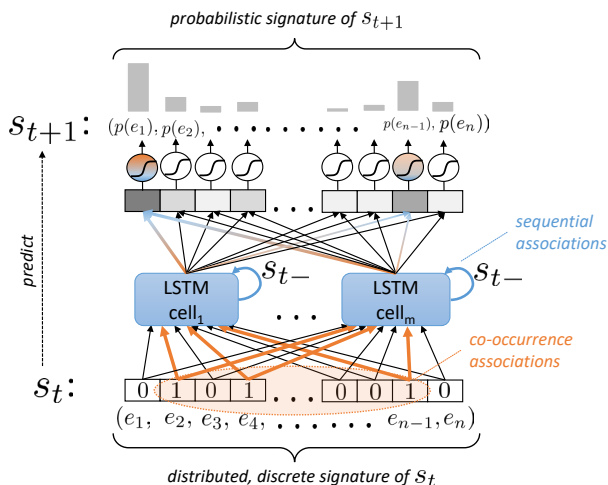 probabilistic signature of s_{t+1}
s_{t+1}: (p(e_1), p(e_2), . . . . . . . . . . p(e_{n-1}), p(e_n))
. . .
predict
sequential associations
LSTM cell_1 s_{t-} . . . LSTM cell_m s_{t-}
co-occurrence associations
s_t: 0 1 0 1 . . . 0 0 1 0
(e_1, e_2, e_3, e_4, . . . . . . . e_{n-1}, e_n)
distributed, discrete signature of s_t